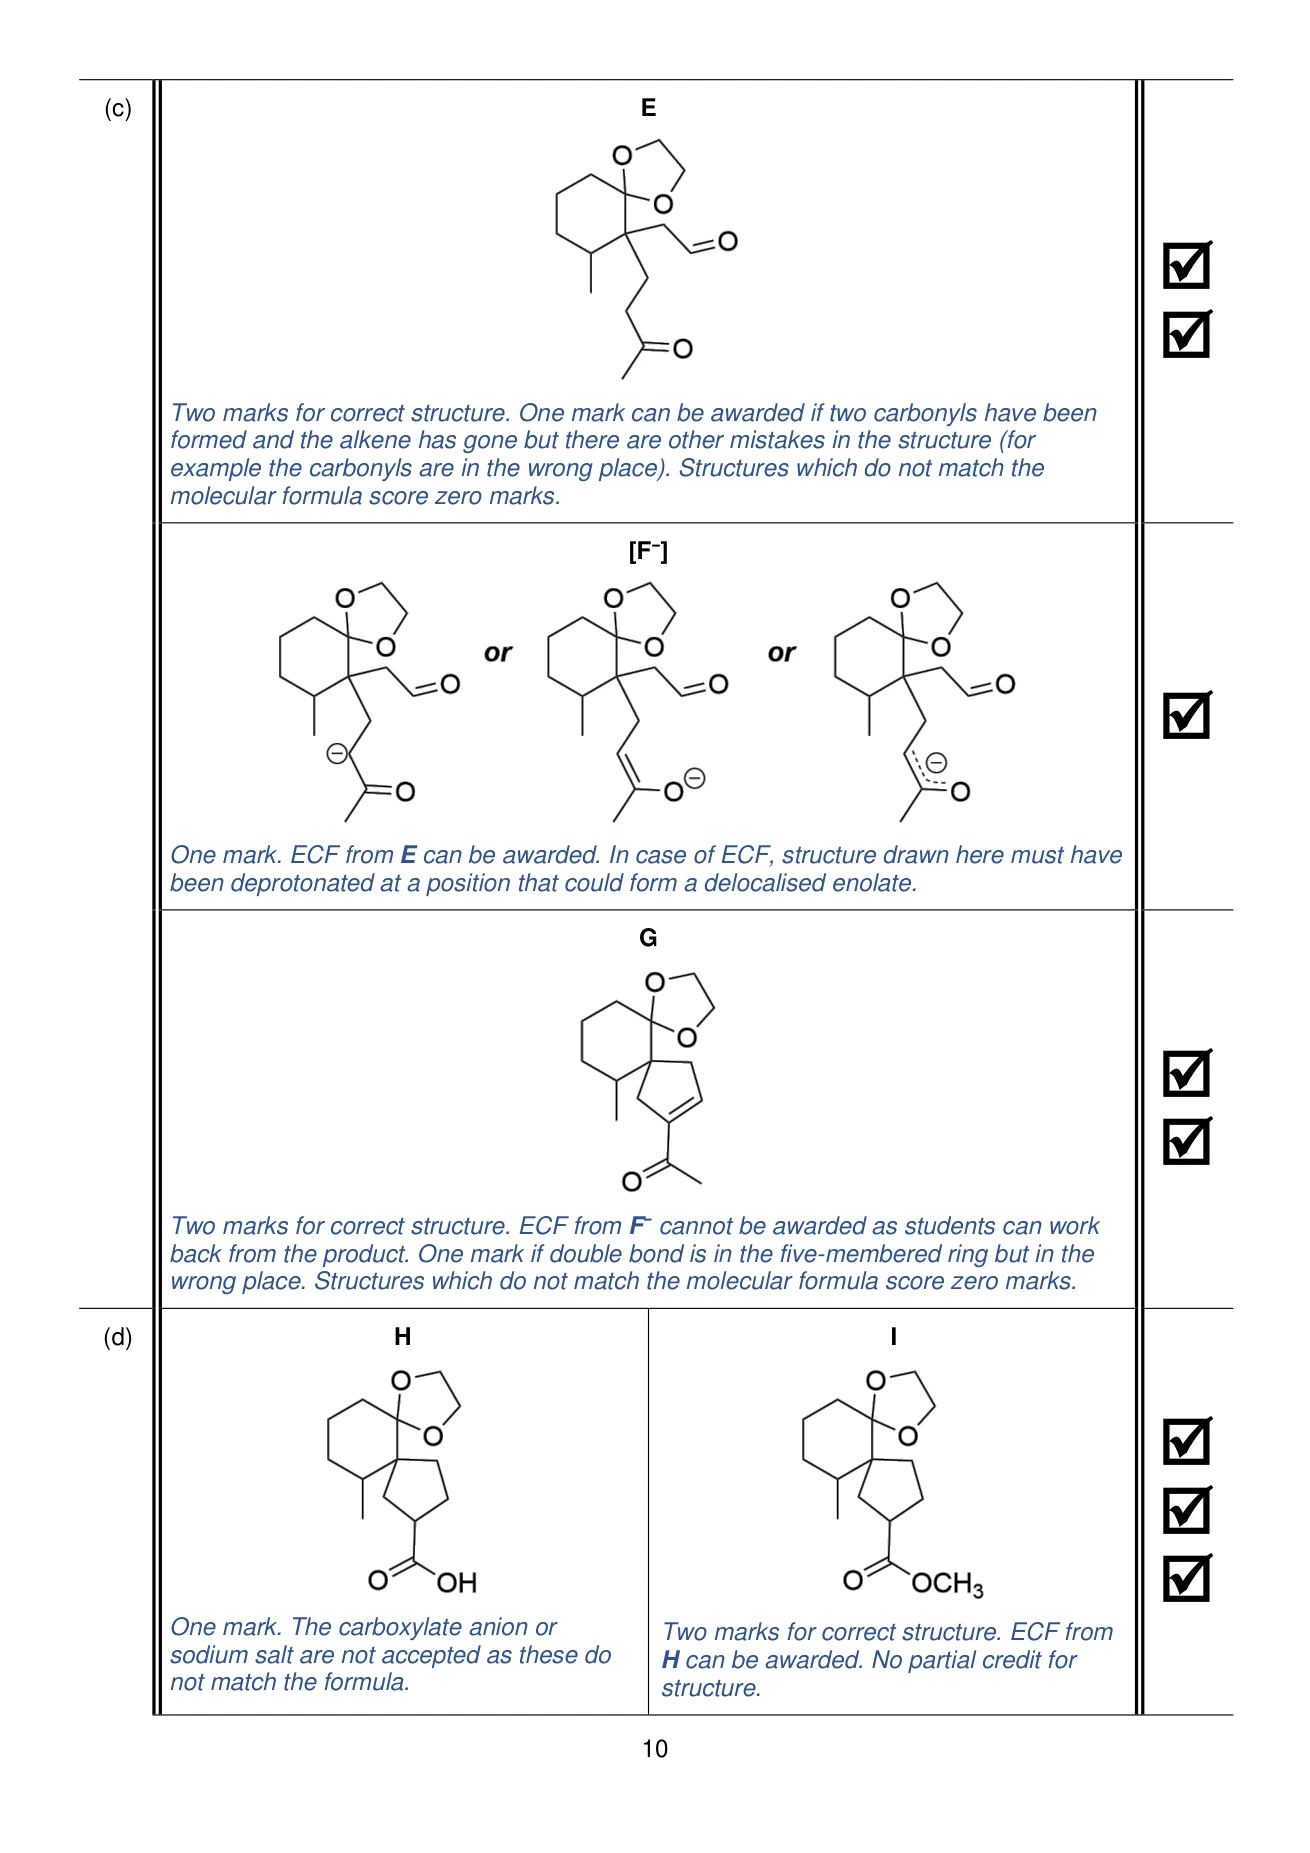 (c)
E
O
O
O
O
Two marks for correct structure. One mark can be awarded if two carbonyls have been
formed and the alkene has gone but there are other mistakes in the structure (for
example the carbonyls are in the wrong place). Structures which do not match the
molecular formula score zero marks.
[F⁻]
O
O
O
⊖
O
or
O
O
O
O⊖
or
O
O
O
⊖
O
One mark. ECF from E can be awarded. In case of ECF, structure drawn here must have
been deprotonated at a position that could form a delocalised enolate.
G
O
O
O
Two marks for correct structure. ECF from F⁻ cannot be awarded as students can work
back from the product. One mark if double bond is in the five-membered ring but in the
wrong place. Structures which do not match the molecular formula score zero marks.
(d)
H
O
O
O OH
One mark. The carboxylate anion or
sodium salt are not accepted as these do
not match the formula.
I
O
O
O OCH₃
Two marks for correct structure. ECF from
H can be awarded. No partial credit for
structure.
10